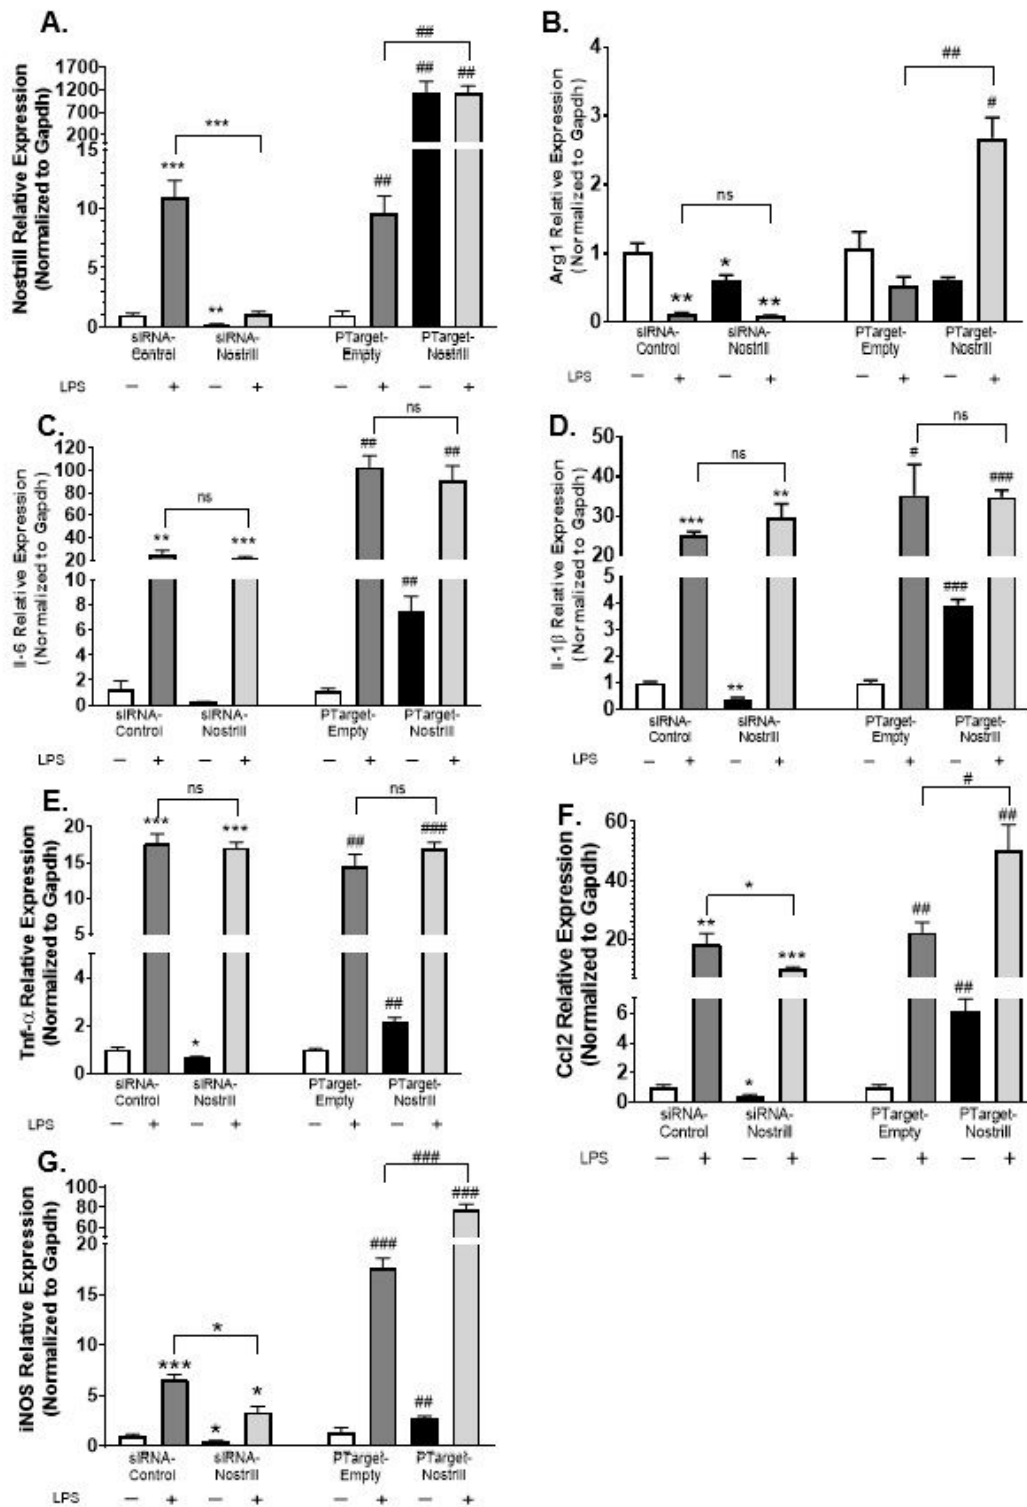 A.
Nostrill Relative Expression
(Normalized to Gapdh)
1700
1200
700
200
15
10
5
0
***
***
**
##
##
##
##
siRNA-
Control
siRNA-
Nostrill
PTarget-
Empty
PTarget-
Nostrill
LPS
— + — + — + — +
B.
Arg1 Relative Expression
(Normalized to Gapdh)
4
3
2
1
0
**
*
**
ns
##
#
siRNA-
Control
siRNA-
Nostrill
PTarget-
Empty
PTarget-
Nostrill
— + — + — + — +
C.
Il-6 Relative Expression
(Normalized to Gapdh)
120
100
80
60
40
20
8
6
4
2
0
**
ns
***
##
ns
##
##
siRNA-
Control
siRNA-
Nostrill
PTarget-
Empty
PTarget-
Nostrill
LPS
— + — + — + — +
D.
Il-1β Relative Expression
(Normalized to Gapdh)
50
40
30
20
5
4
3
2
1
0
***
ns
**
**
#
ns
###
###
siRNA-
Control
siRNA-
Nostrill
PTarget-
Empty
PTarget-
Nostrill
LPS
— + — + — + — +
E.
Tnf-α Relative Expression
(Normalized to Gapdh)
20
15
10
5
4
2
0
***
ns
***
*
##
ns
###
##
siRNA-
Control
siRNA-
Nostrill
PTarget-
Empty
PTarget-
Nostrill
LPS
— + — + — + — +
F.
Ccl2 Relative Expression
(Normalized to Gapdh)
60
40
20
6
4
2
0
**
*
***
*
##
#
##
##
siRNA-
Control
siRNA-
Nostrill
PTarget-
Empty
PTarget-
Nostrill
LPS
— + — + — + — +
G.
iNOS Relative Expression
(Normalized to Gapdh)
100
80
60
40
20
15
10
5
0
***
*
*
*
###
###
###
##
siRNA-
Control
siRNA-
Nostrill
PTarget-
Empty
PTarget-
Nostrill
LPS
— + — + — + — +